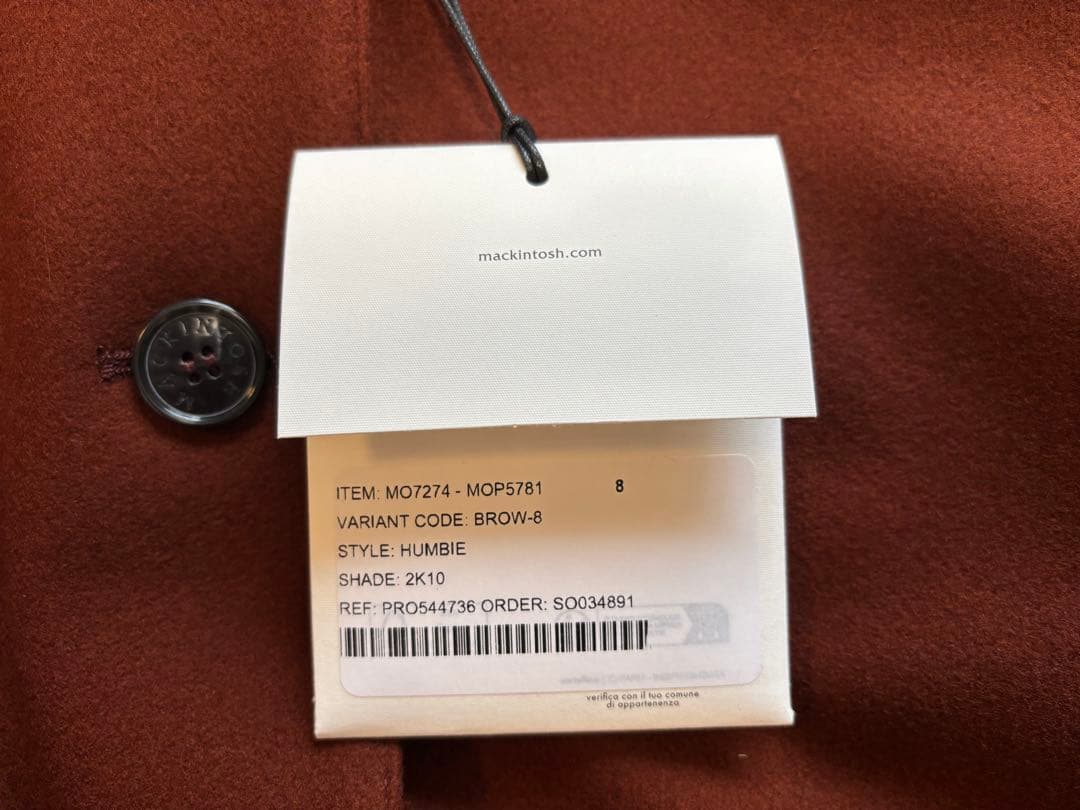 mackintosh.com
MACKINTOSH
ITEM: MO7274 - MOP5781 8
VARIANT CODE: BROW-8
STYLE: HUMBIE
SHADE: 2K10
REF: PRO544736 ORDER: SO034891
verifica con il tuo comune
di appartenenza